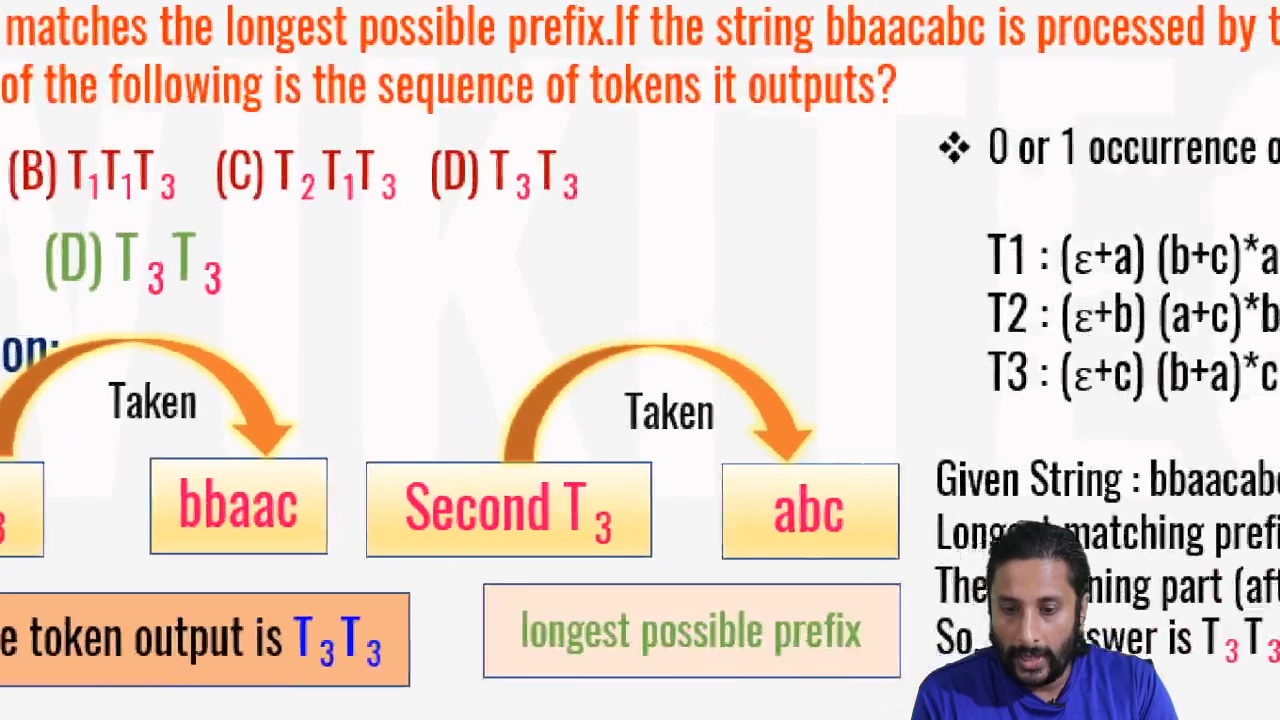 matches the longest possible prefix.If the string bbaacabc is processed by t
of the following is the sequence of tokens it outputs?
(B) T1T1T3 (C) T2T1T3 (D) T3T3
(D) T3T3
on:
Taken
Taken
3
bbaac
Second T3
abc
e token output is T3T3
longest possible prefix
❖ 0 or 1 occurrence o
T1 : (ε+a) (b+c)*a
T2 : (ε+b) (a+c)*b
T3 : (ε+c) (b+a)*c
Given String : bbaacabc
matching prefi
part (aft
So, answer is T3T3